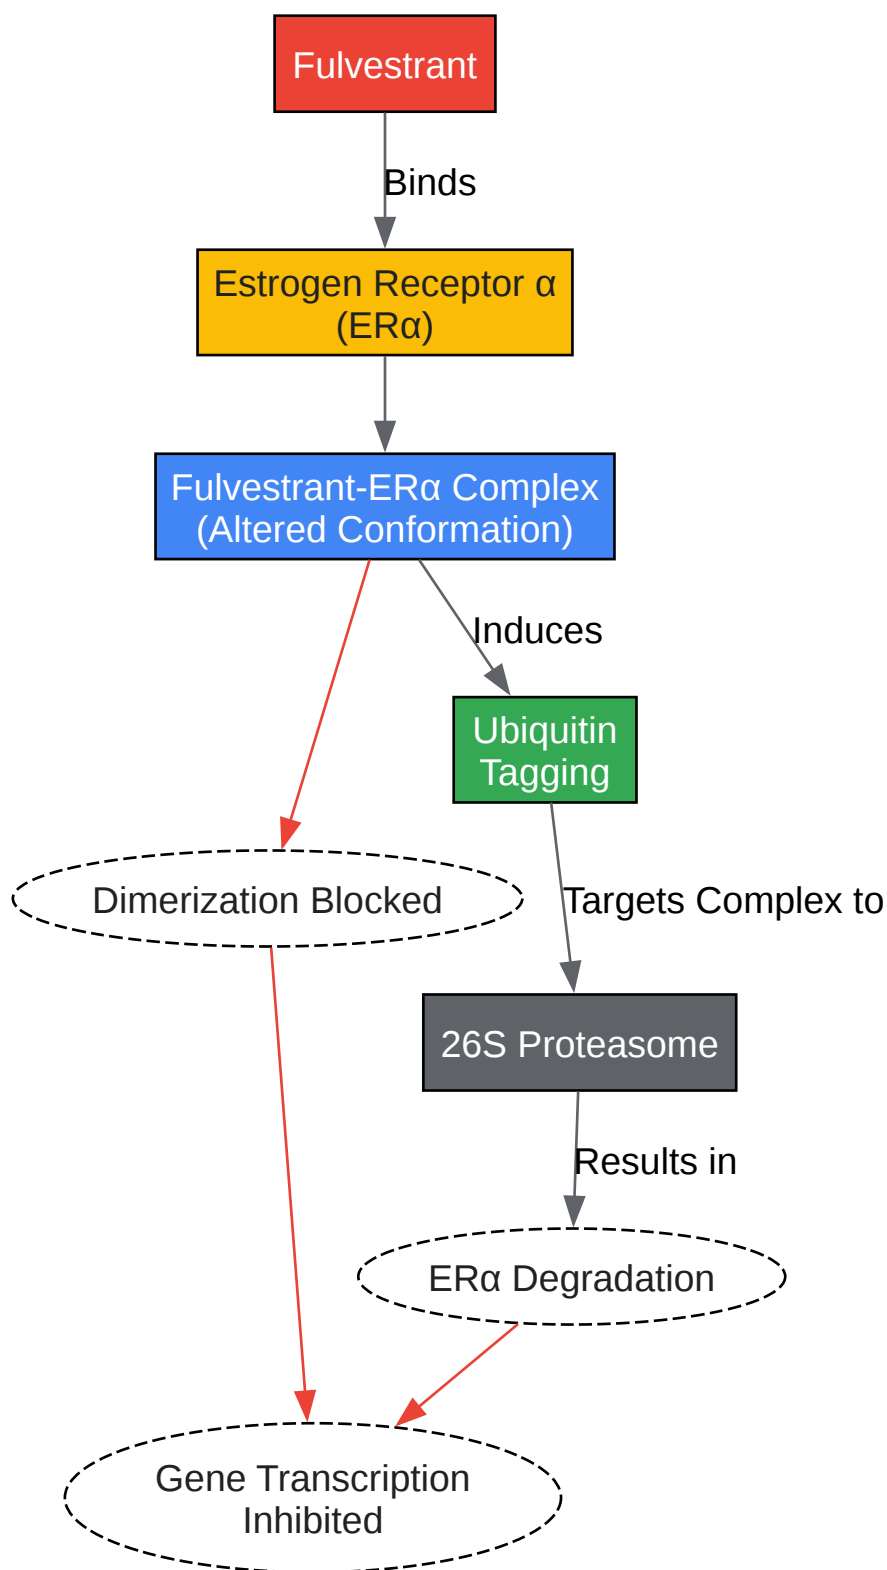 Fulvestrant
Binds
Estrogen Receptor α
(ERα)
Fulvestrant-ERα Complex
(Altered Conformation)
Induces
Ubiquitin
Tagging
Dimerization Blocked
Targets Complex to
26S Proteasome
Results in
ERα Degradation
Gene Transcription
Inhibited